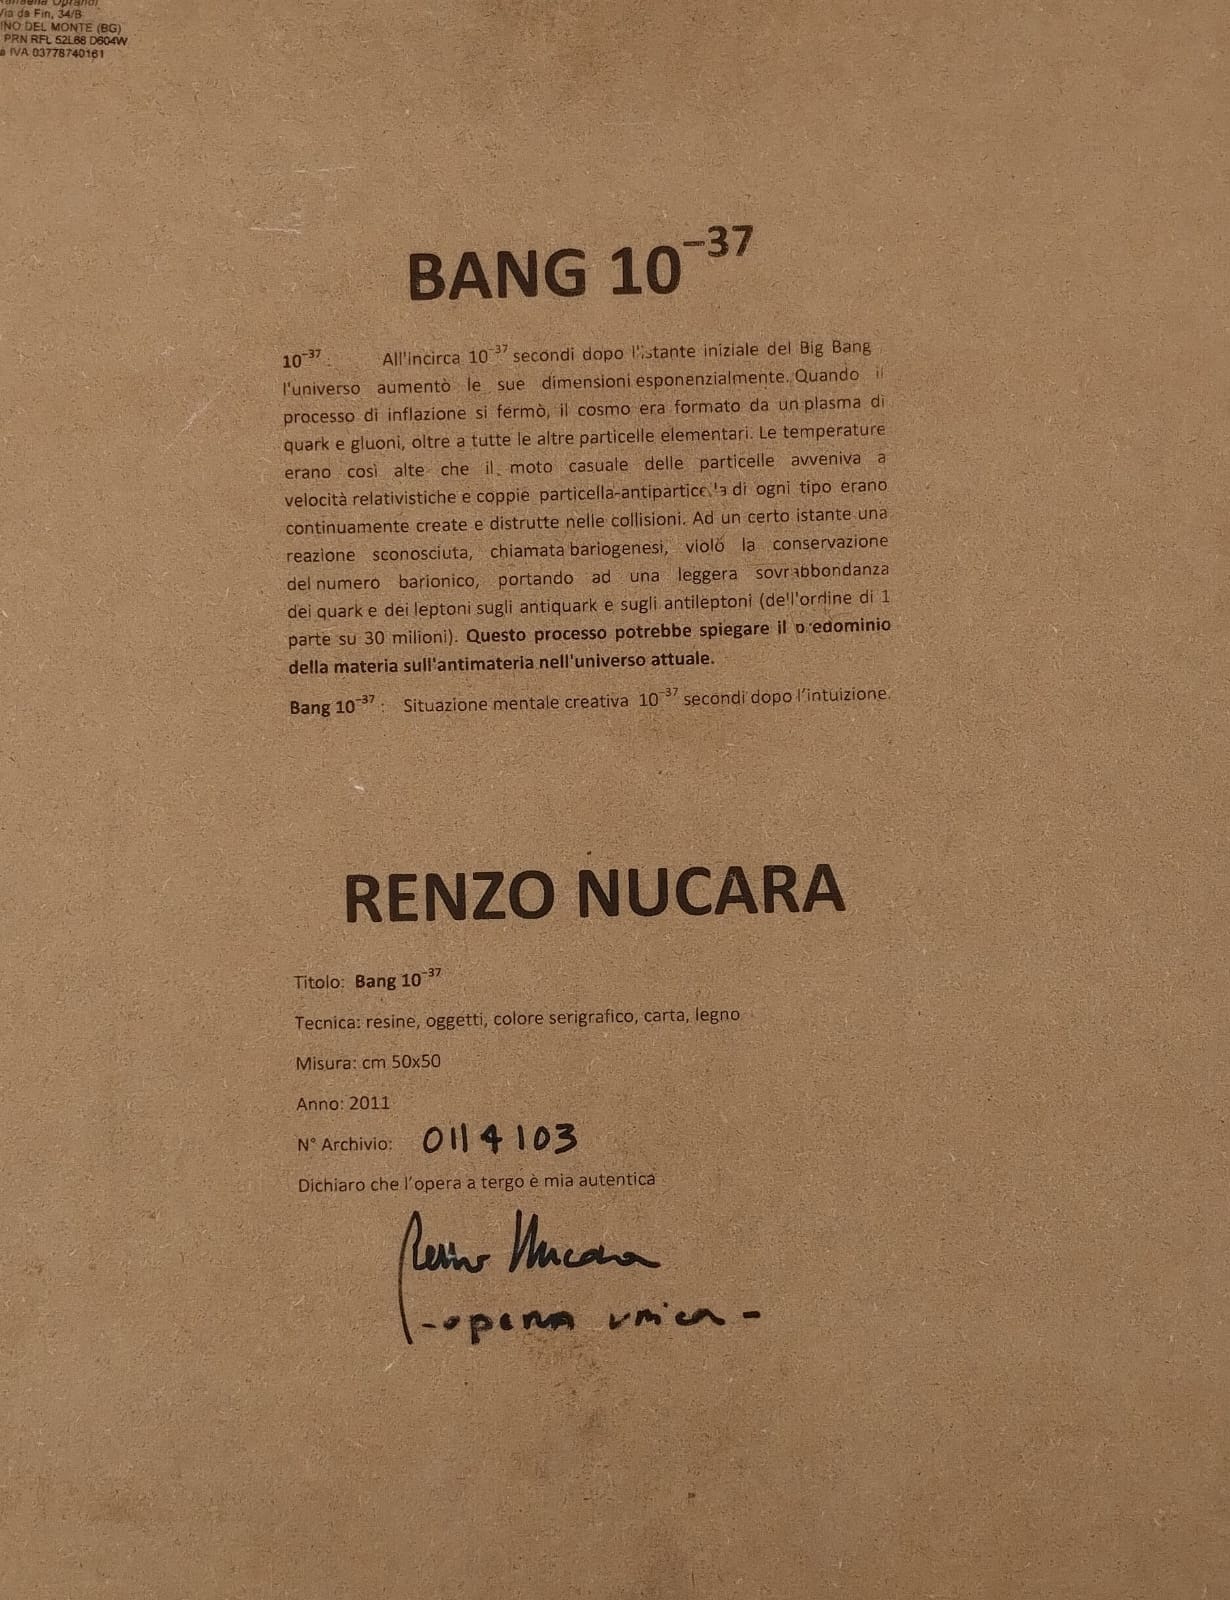 Via da Fin, 34/B
INO DEL MONTE (BG)
PRN RFL 52L68 D604W
IVA 03778740161
BANG 10⁻³⁷
10⁻³⁷: All'incirca 10⁻³⁷ secondi dopo l'istante iniziale del Big Bang
l'universo aumentò le sue dimensioni esponenzialmente. Quando il
processo di inflazione si fermò, il cosmo era formato da un plasma di
quark e gluoni, oltre a tutte le altre particelle elementari. Le temperature
erano così alte che il moto casuale delle particelle avveniva a
velocità relativistiche e coppie particella-antiparticella di ogni tipo erano
continuamente create e distrutte nelle collisioni. Ad un certo istante una
reazione sconosciuta, chiamata bariogenesi, violò la conservazione
del numero barionico, portando ad una leggera sovrabbondanza
dei quark e dei leptoni sugli antiquark e sugli antileptoni (dell'ordine di 1
parte su 30 milioni). Questo processo potrebbe spiegare il predominio
della materia sull'antimateria nell'universo attuale.
Bang 10⁻³⁷: Situazione mentale creativa 10⁻³⁷ secondi dopo l'intuizione.
RENZO NUCARA
Titolo: Bang 10⁻³⁷
Tecnica: resine, oggetti, colore serigrafico, carta, legno
Misura: cm 50x50
Anno: 2011
N° Archivio: 0114103
Dichiaro che l'opera a tergo è mia autentica
Renzo Nucara
-opera unica-